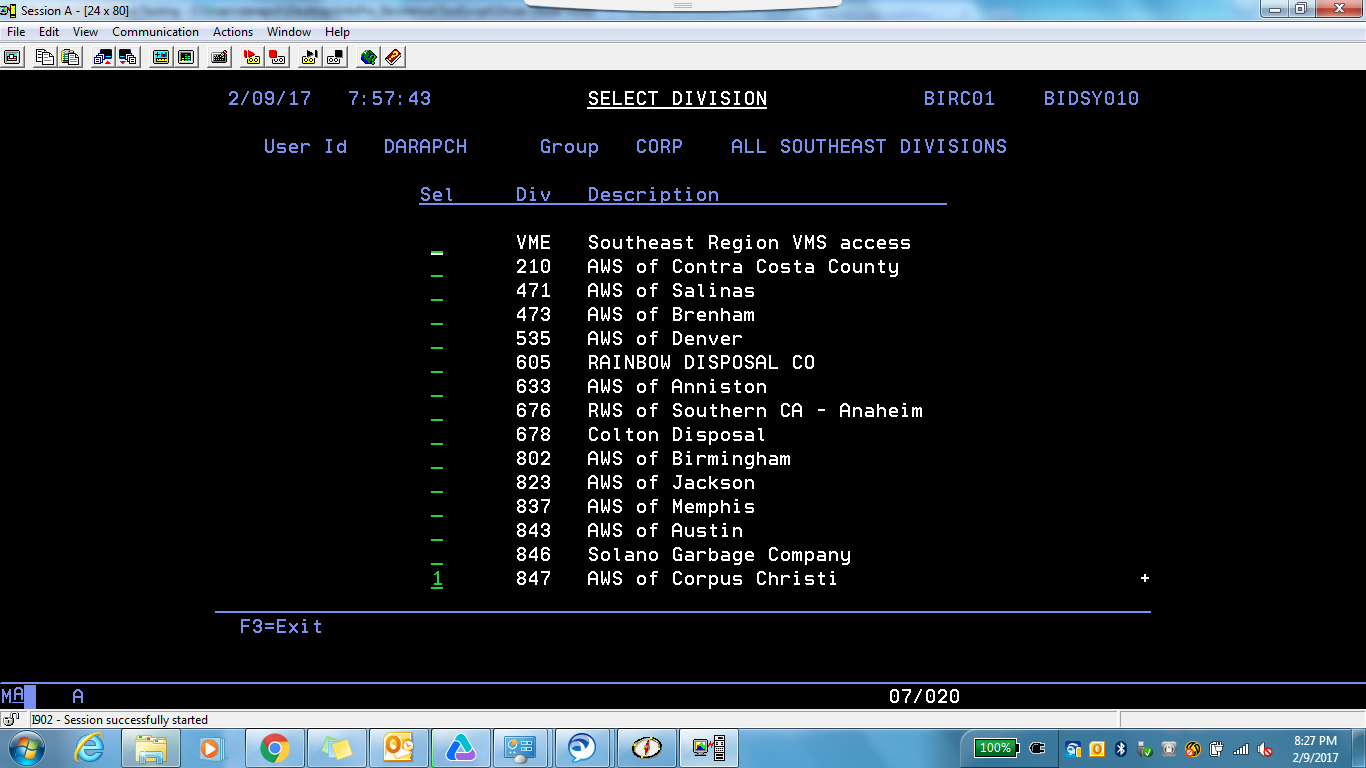 Session A - [24 x 80]
File Edit View Communication Actions Window Help
2/09/17 7:57:43 SELECT DIVISION BIRC01 BIDSY010
User Id DARAPCH Group CORP ALL SOUTHEAST DIVISIONS
Sel Div Description
_ VME Southeast Region VMS access
_ 210 AWS of Contra Costa County
_ 471 AWS of Salinas
_ 473 AWS of Brenham
_ 535 AWS of Denver
_ 605 RAINBOW DISPOSAL CO
_ 633 AWS of Anniston
_ 676 RWS of Southern CA - Anaheim
_ 678 Colton Disposal
_ 802 AWS of Birmingham
_ 823 AWS of Jackson
_ 837 AWS of Memphis
_ 843 AWS of Austin
_ 846 Solano Garbage Company
1 847 AWS of Corpus Christi +
F3=Exit
MA A 07/020
I902 - Session successfully started
100% 8:27 PM
2/9/2017